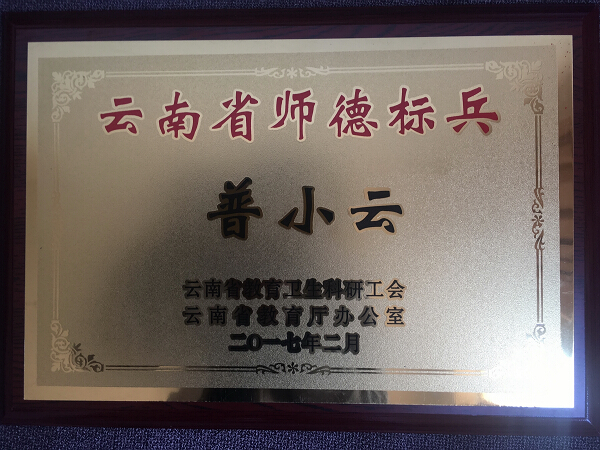 云南省师德标兵
普小云
云南省教育卫生科研工会
云南省教育厅办公室
二〇一七年二月